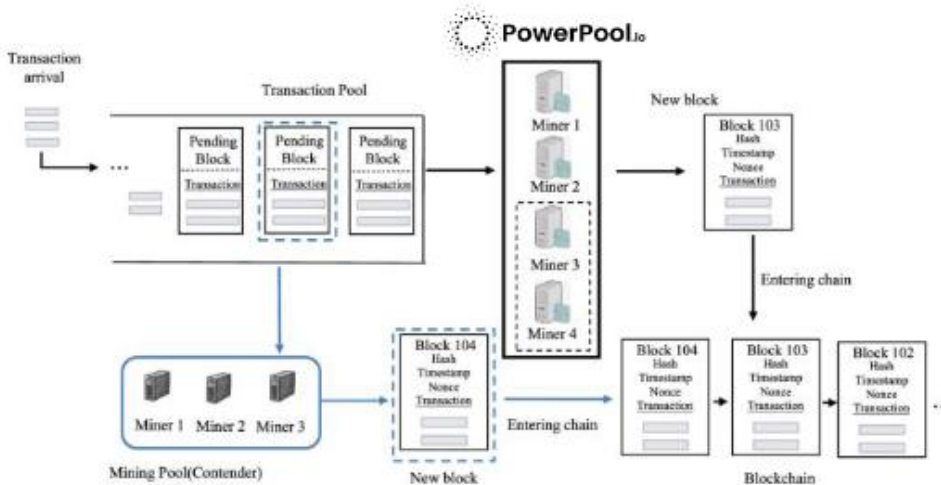 PowerPool.io
Transaction
arrival
Transaction Pool
...
Pending
Block
Transaction
Pending
Block
Transaction
Pending
Block
Transaction
Miner 1
Miner 2
Miner 3
Miner 4
New block
Block 103
Hash
Timestamp
Nonce
Transaction
Entering chain
Miner 1
Miner 2
Miner 3
Mining Pool(Contender)
Block 104
Hash
Timestamp
Nonce
Transaction
New block
Entering chain
Block 104
Hash
Timestamp
Nonce
Transaction
Block 103
Hash
Timestamp
Nonce
Transaction
Block 102
Hash
Timestamp
Nonce
Transaction
...
Blockchain